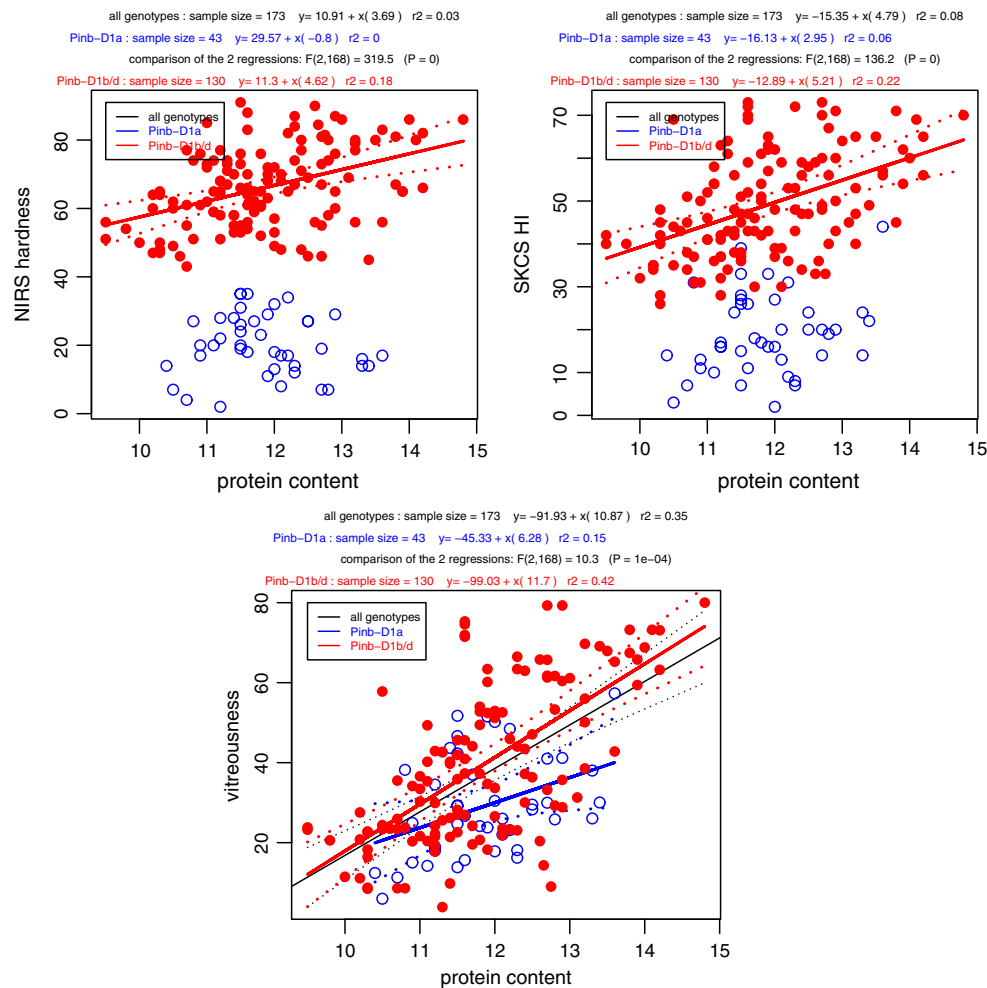 all genotypes : sample size = 173 y= 10.91 + x( 3.69 ) r2 = 0.03
Pinb-D1a : sample size = 43 y= 29.57 + x( -0.8 ) r2 = 0
comparison of the 2 regressions: F(2,168) = 319.5 (P = 0)
Pinb-D1b/d : sample size = 130 y= 11.3 + x( 4.62 ) r2 = 0.18
all genotypes
Pinb-D1a
Pinb-D1b/d
NIRS hardness
80
60
40
20
0
10 11 12 13 14 15
protein content
all genotypes : sample size = 173 y= -15.35 + x( 4.79 ) r2 = 0.08
Pinb-D1a : sample size = 43 y= -16.13 + x( 2.95 ) r2 = 0.06
comparison of the 2 regressions: F(2,168) = 136.2 (P = 0)
Pinb-D1b/d : sample size = 130 y= -12.89 + x( 5.21 ) r2 = 0.22
all genotypes
Pinb-D1a
Pinb-D1b/d
SKCS HI
70
50
30
10
0
10 11 12 13 14 15
protein content
all genotypes : sample size = 173 y= -91.93 + x( 10.87 ) r2 = 0.35
Pinb-D1a : sample size = 43 y= -45.33 + x( 6.28 ) r2 = 0.15
comparison of the 2 regressions: F(2,168) = 10.3 (P = 1e-04)
Pinb-D1b/d : sample size = 130 y= -99.03 + x( 11.7 ) r2 = 0.42
all genotypes
Pinb-D1a
Pinb-D1b/d
vitreousness
80
60
40
20
10 11 12 13 14 15
protein content